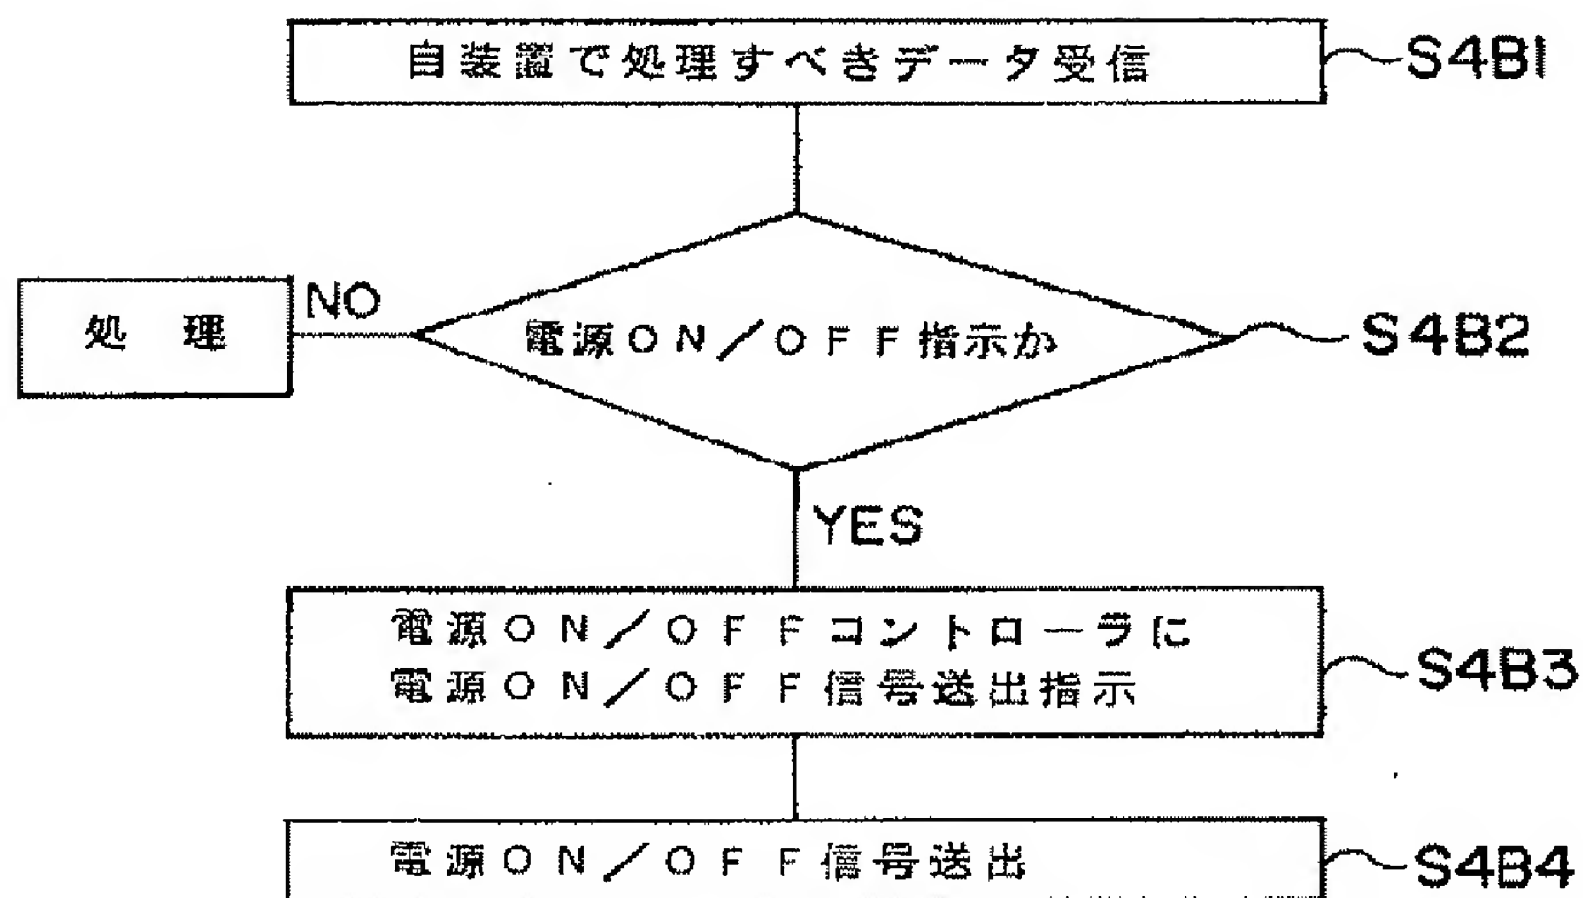 自装置で処理すべきデータ受信
S4B1
処 理
NO
電源ON/OFF指示か
S4B2
YES
電源ON/OFFコントローラに
電源ON/OFF信号送出指示
S4B3
電源ON/OFF信号送出
S4B4